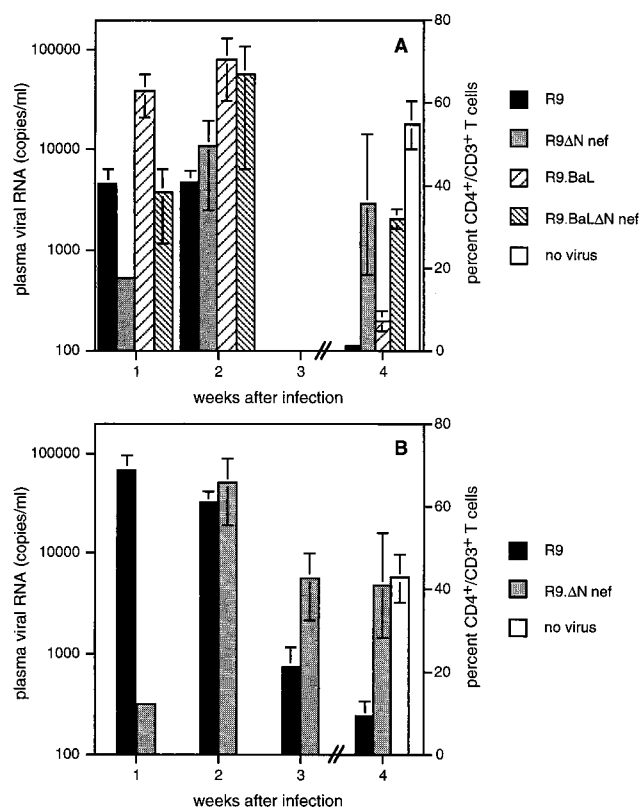 A
100000
10000
1000
100
plasma viral RNA (copies/ml)
80
60
40
20
0
percent CD4⁺/CD3⁺ T cells
1 2 3 4
weeks after infection
R9
R9ΔN nef
R9.BaL
R9.BaLΔN nef
no virus
B
100000
10000
1000
100
plasma viral RNA (copies/ml)
80
60
40
20
0
percent CD4⁺/CD3⁺ T cells
1 2 3 4
weeks after infection
R9
R9.ΔN nef
no virus